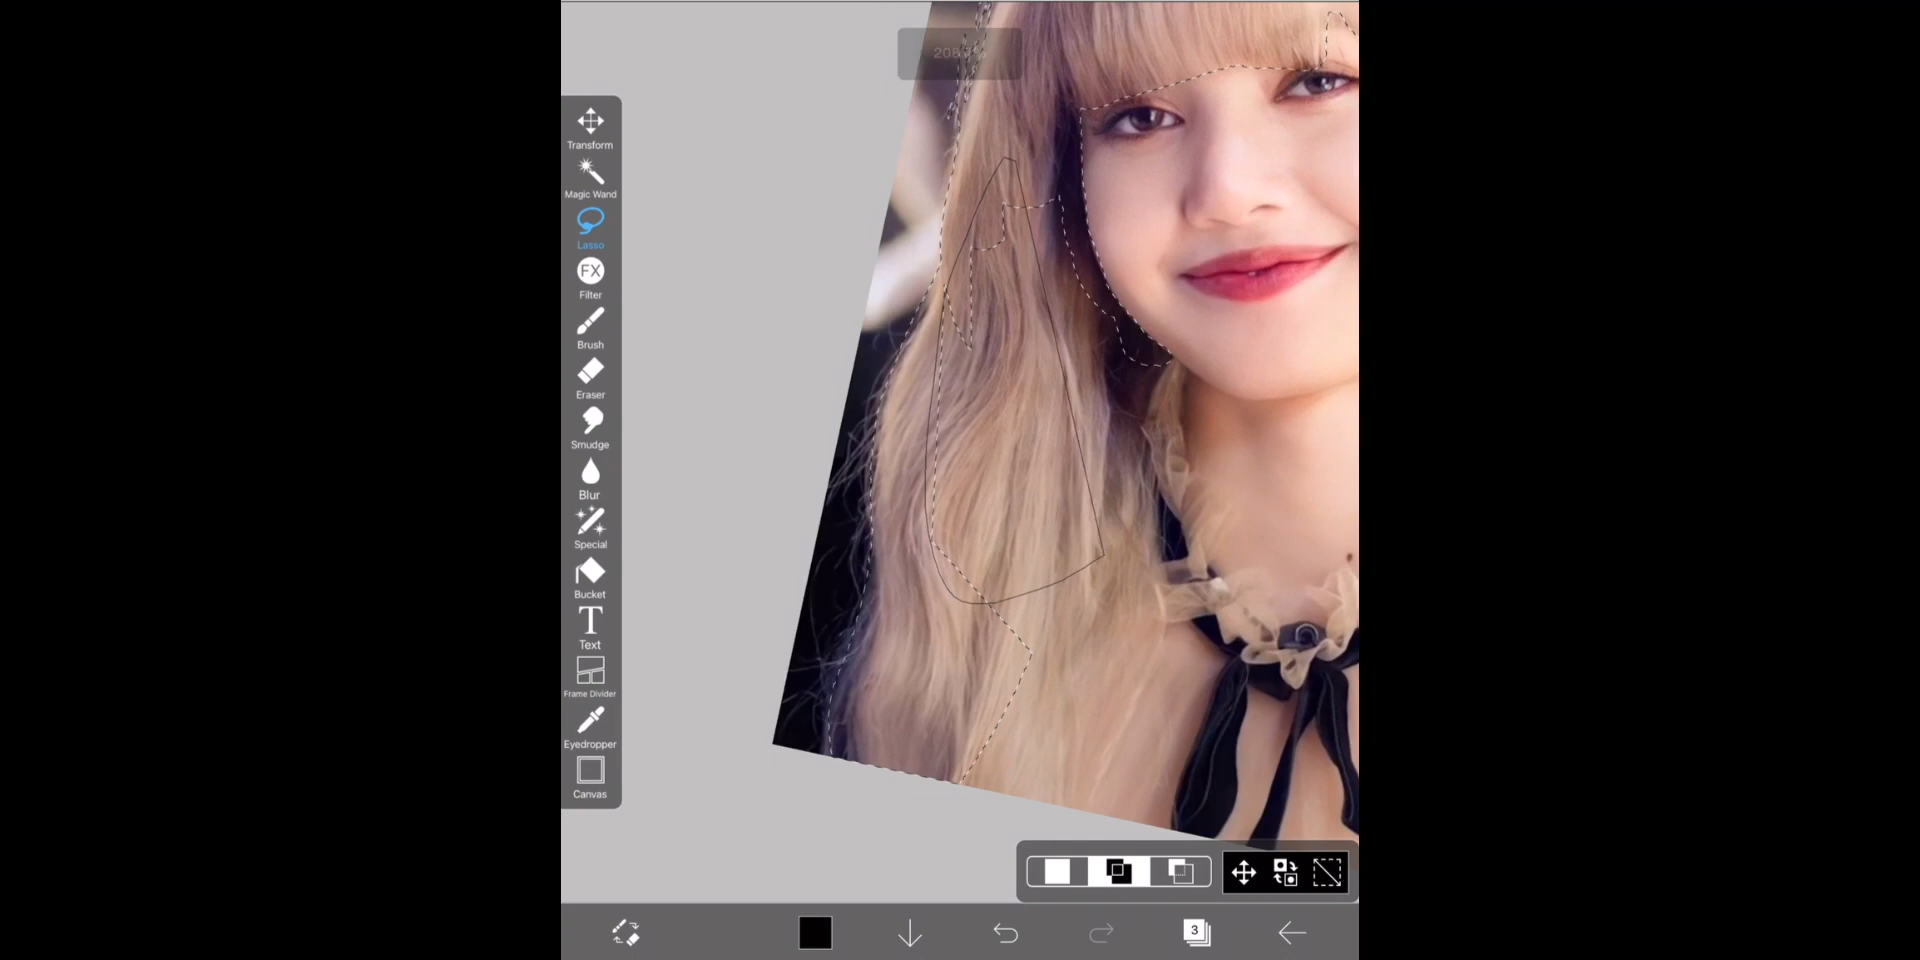 Transform
Magic Wand
Lasso
FX
Filter
Brush
Eraser
Smudge
Blur
Special
Bucket
T
Text
Frame Divider
Eyedropper
Canvas
3